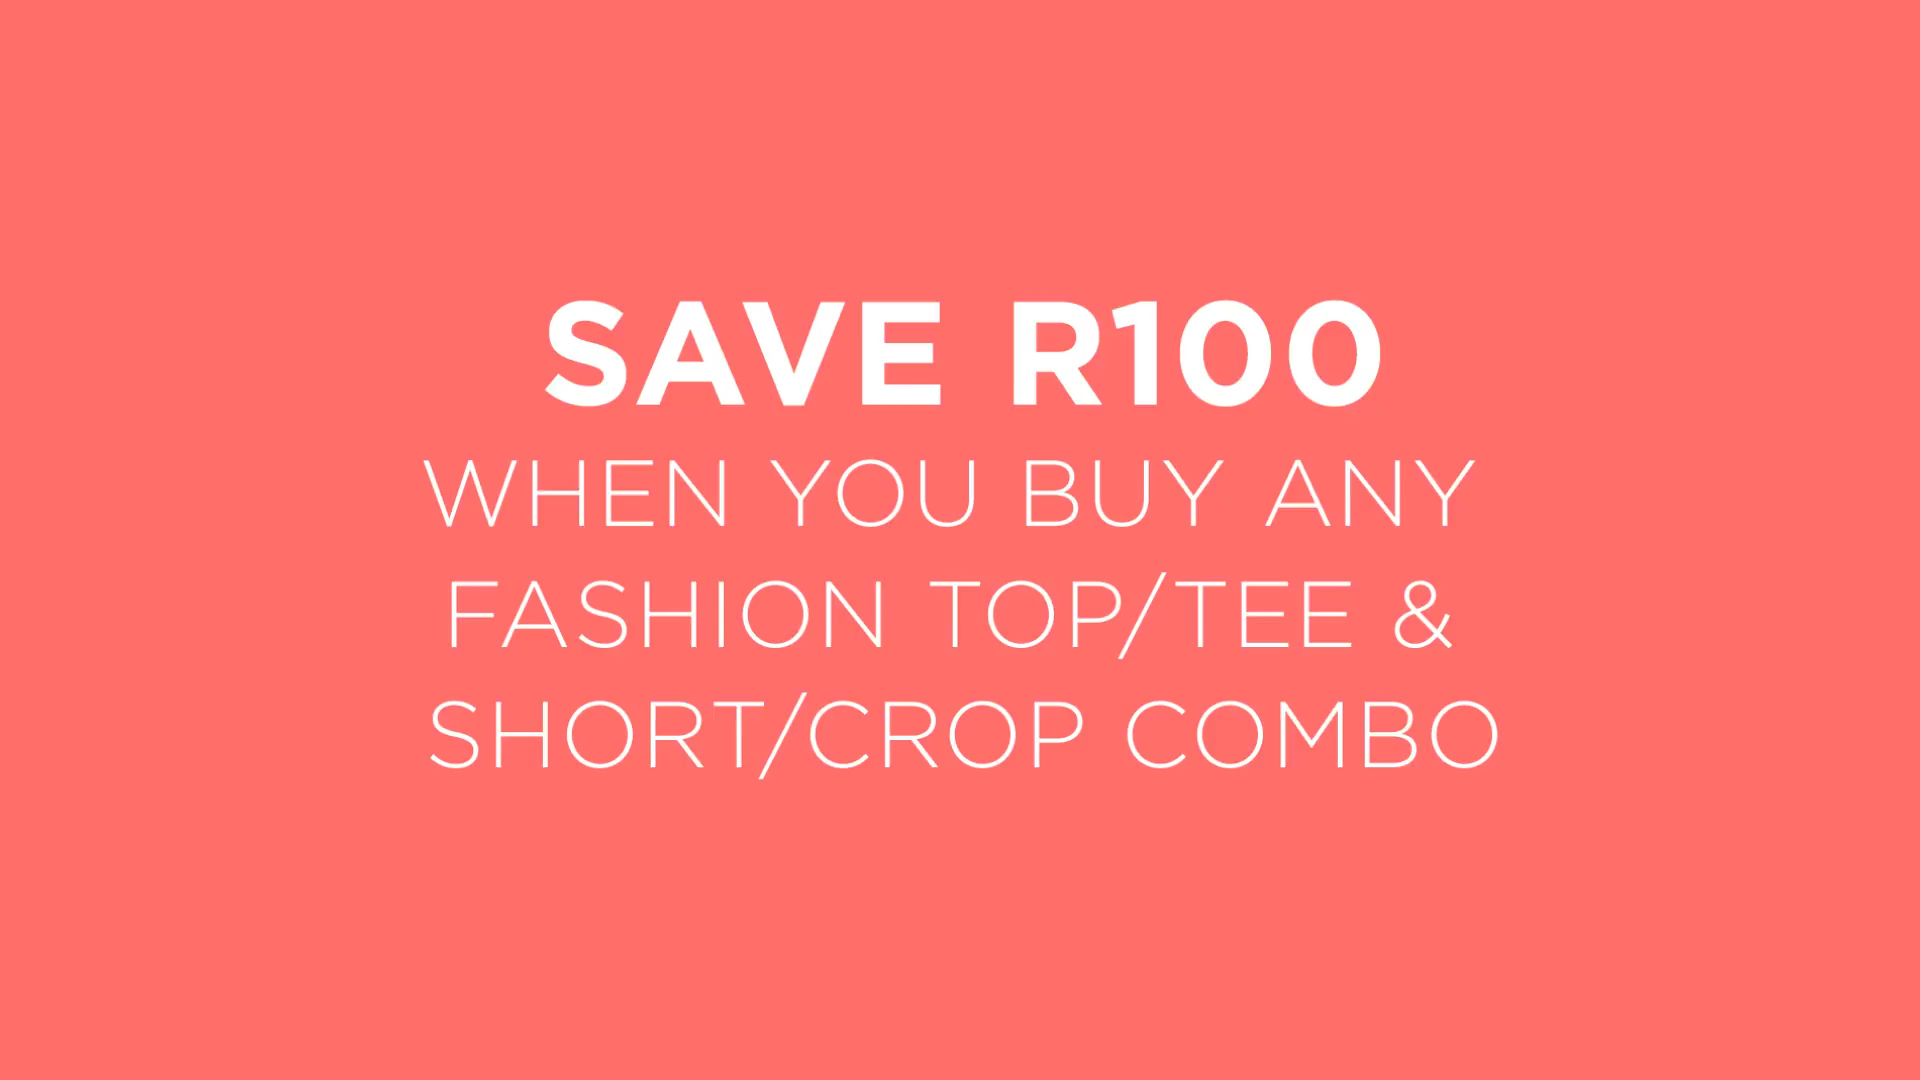 SAVE R100
WHEN YOU BUY ANY
FASHION TOP/TEE &
SHORT/CROP COMBO